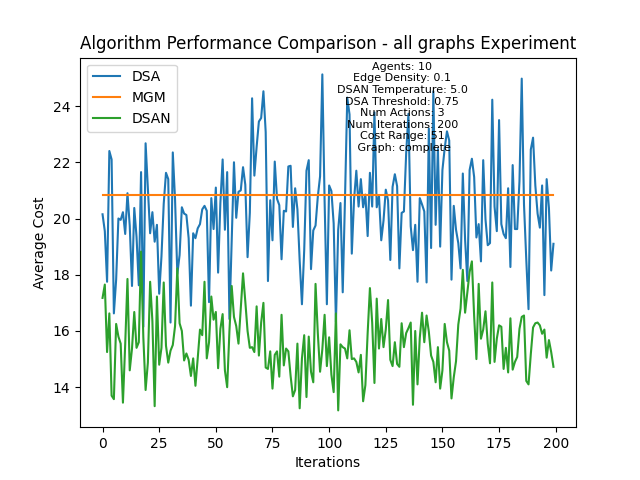 Algorithm Performance Comparison - all graphs Experiment
DSA
MGM
DSAN
Agents: 10
Edge Density: 0.1
DSAN Temperature: 5.0
DSA Threshold: 0.75
Num Actions: 3
Num Iterations: 200
Cost Range: 51
Graph: complete
Average Cost
24
22
20
18
16
14
0
25
50
75
100
125
150
175
200
Iterations